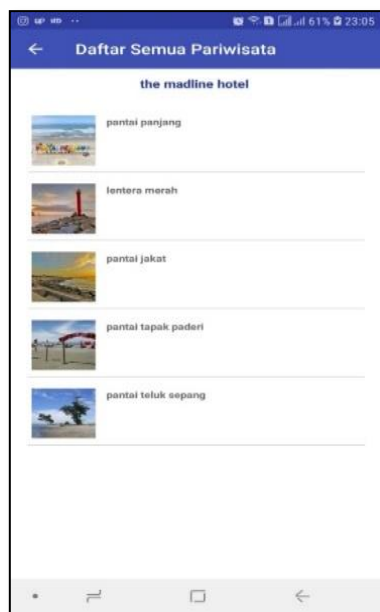 61% 23:05
Daftar Semua Pariwisata
the madline hotel
pantai panjang
lentera merah
pantai jakat
pantai tapak paderi
pantai teluk sepang